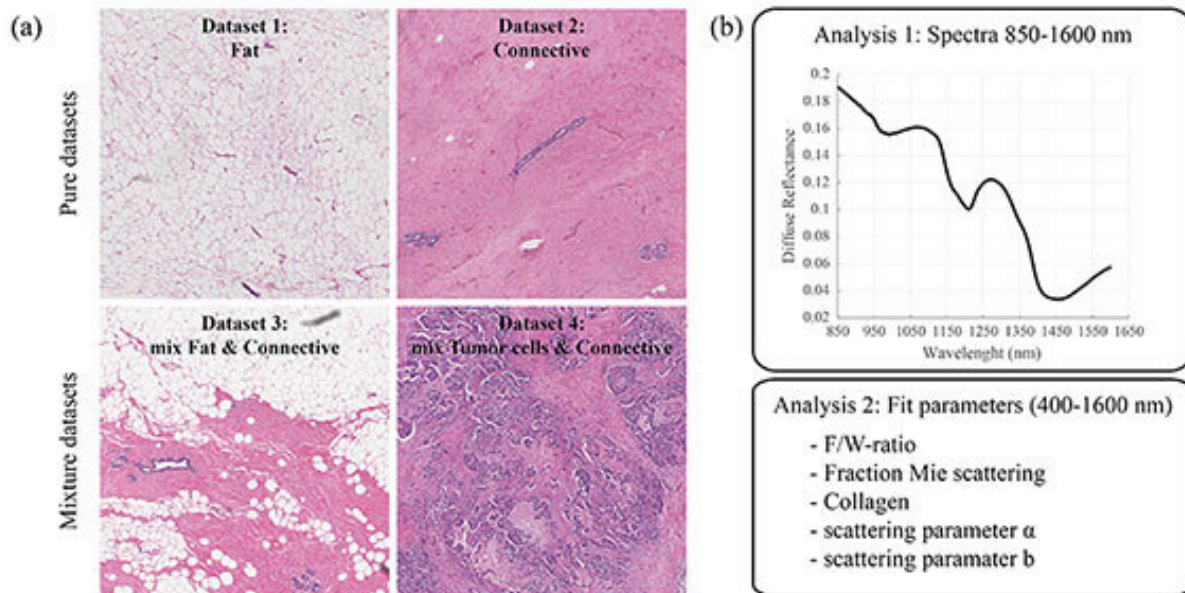 (a)
Pure datasets
Mixture datasets
Dataset 1:
Fat
Dataset 2:
Connective
Dataset 3:
mix Fat & Connective
Dataset 4:
mix Tumor cells & Connective
(b)
Analysis 1: Spectra 850-1600 nm
Diffuse Reflectance
0.2
0.18
0.16
0.14
0.12
0.1
0.08
0.06
0.04
0.02
850 950 1050 1150 1250 1350 1450 1550 1650
Wavelenght (nm)
Analysis 2: Fit parameters (400-1600 nm)
- F/W-ratio
- Fraction Mie scattering
- Collagen
- scattering parameter α
- scattering paramater b